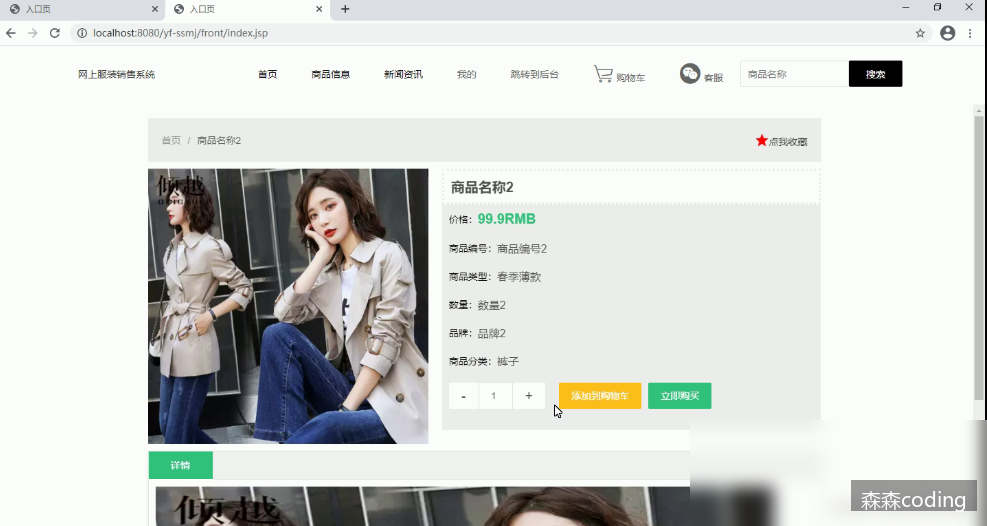 入口页
入口页
localhost:8080/yf-ssmj/front/index.jsp
网上服装销售系统 首页 商品信息 新闻资讯 我的 跳转到后台 购物车 客服 商品名称 搜索
首页 / 商品名称2 点我收藏
倾越
商品名称2
价格：99.9RMB
商品编号：商品编号2
商品类型：春季薄款
数量：数量2
品牌：品牌2
商品分类：裤子
- 1 + 添加到购物车 立即购买
详情
倾越
森森coding